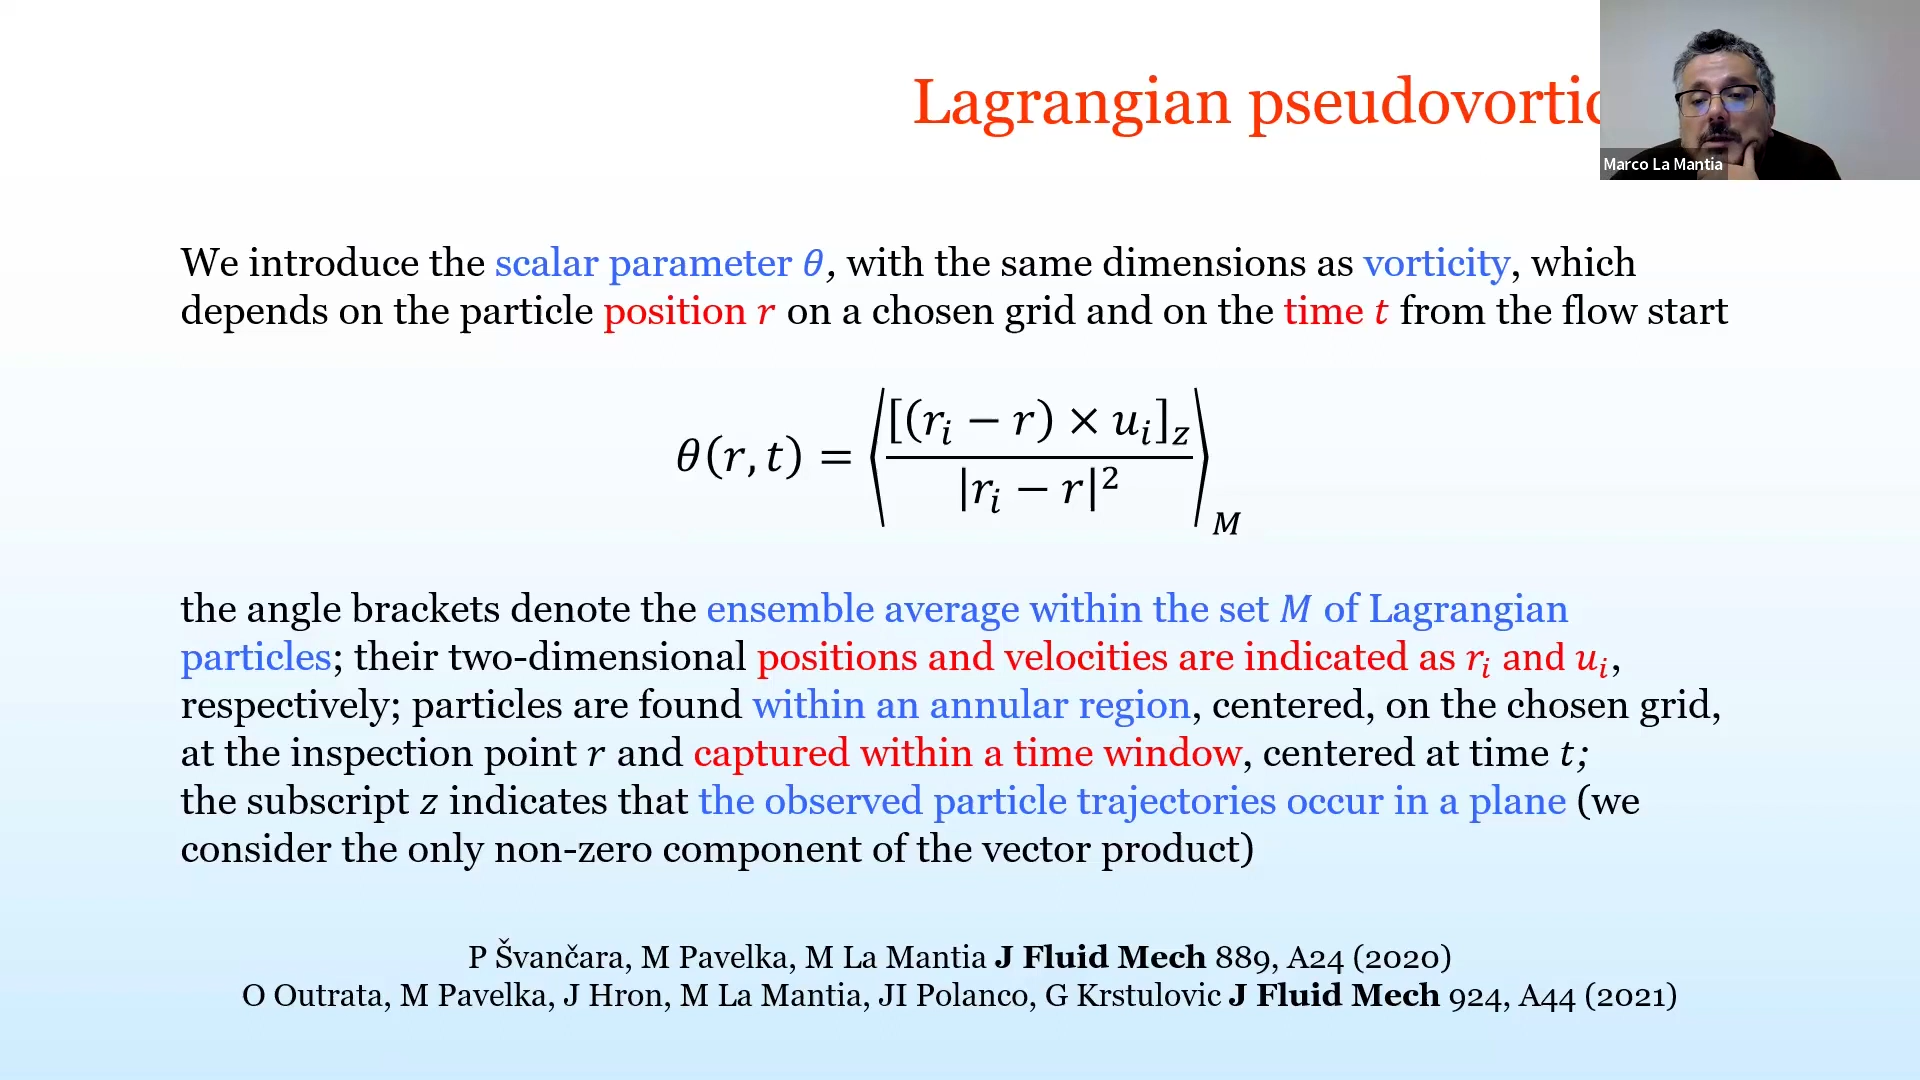 Lagrangian pseudovortic
Marco La Mantia
We introduce the scalar parameter θ, with the same dimensions as vorticity, which
depends on the particle position r on a chosen grid and on the time t from the flow start
θ(r, t) = ⟨ [(r_i − r) × u_i]_z / |r_i − r|² ⟩_M
the angle brackets denote the ensemble average within the set M of Lagrangian
particles; their two-dimensional positions and velocities are indicated as r_i and u_i,
respectively; particles are found within an annular region, centered, on the chosen grid,
at the inspection point r and captured within a time window, centered at time t;
the subscript z indicates that the observed particle trajectories occur in a plane (we
consider the only non-zero component of the vector product)
P Švančara, M Pavelka, M La Mantia J Fluid Mech 889, A24 (2020)
O Outrata, M Pavelka, J Hron, M La Mantia, JI Polanco, G Krstulovic J Fluid Mech 924, A44 (2021)